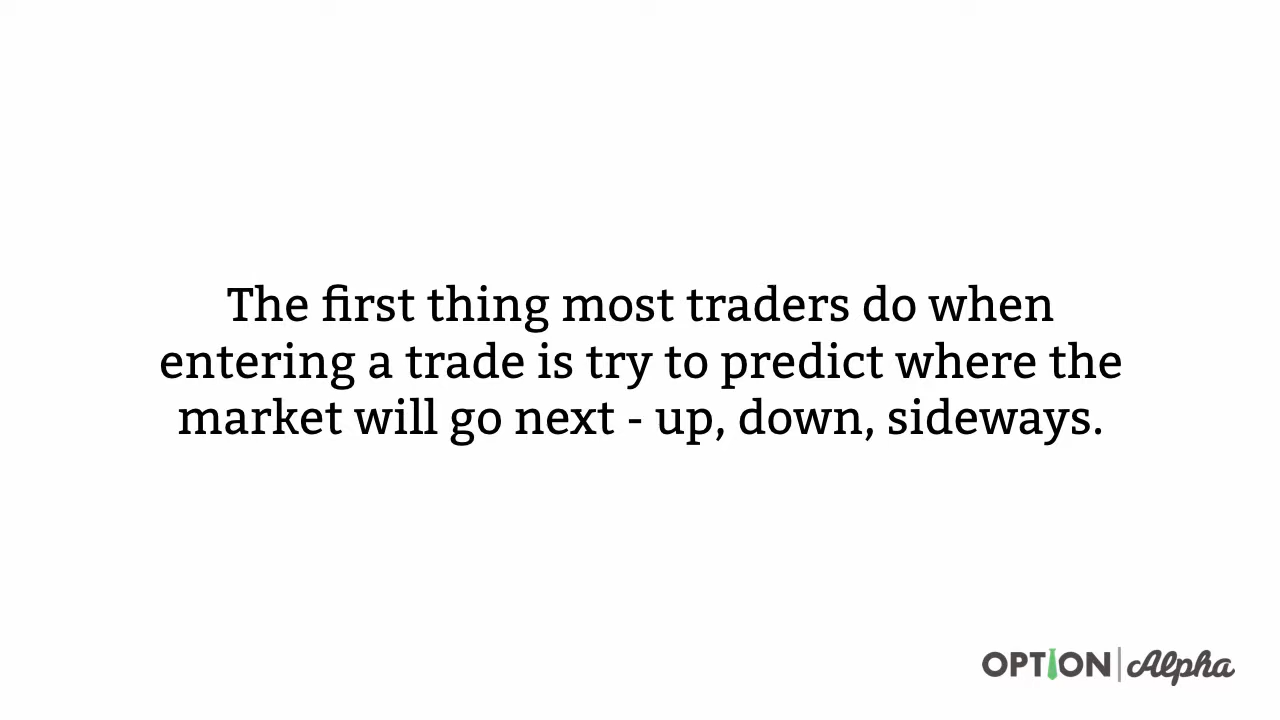 The first thing most traders do when
entering a trade is try to predict where the
market will go next - up, down, sideways.
OPTION | Alpha